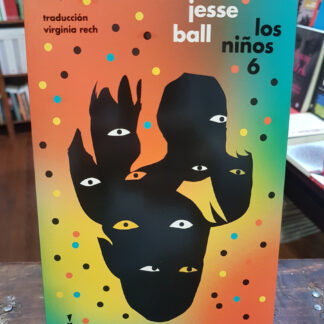 jesse
ball
los
niños
6
traducción
virginia rech